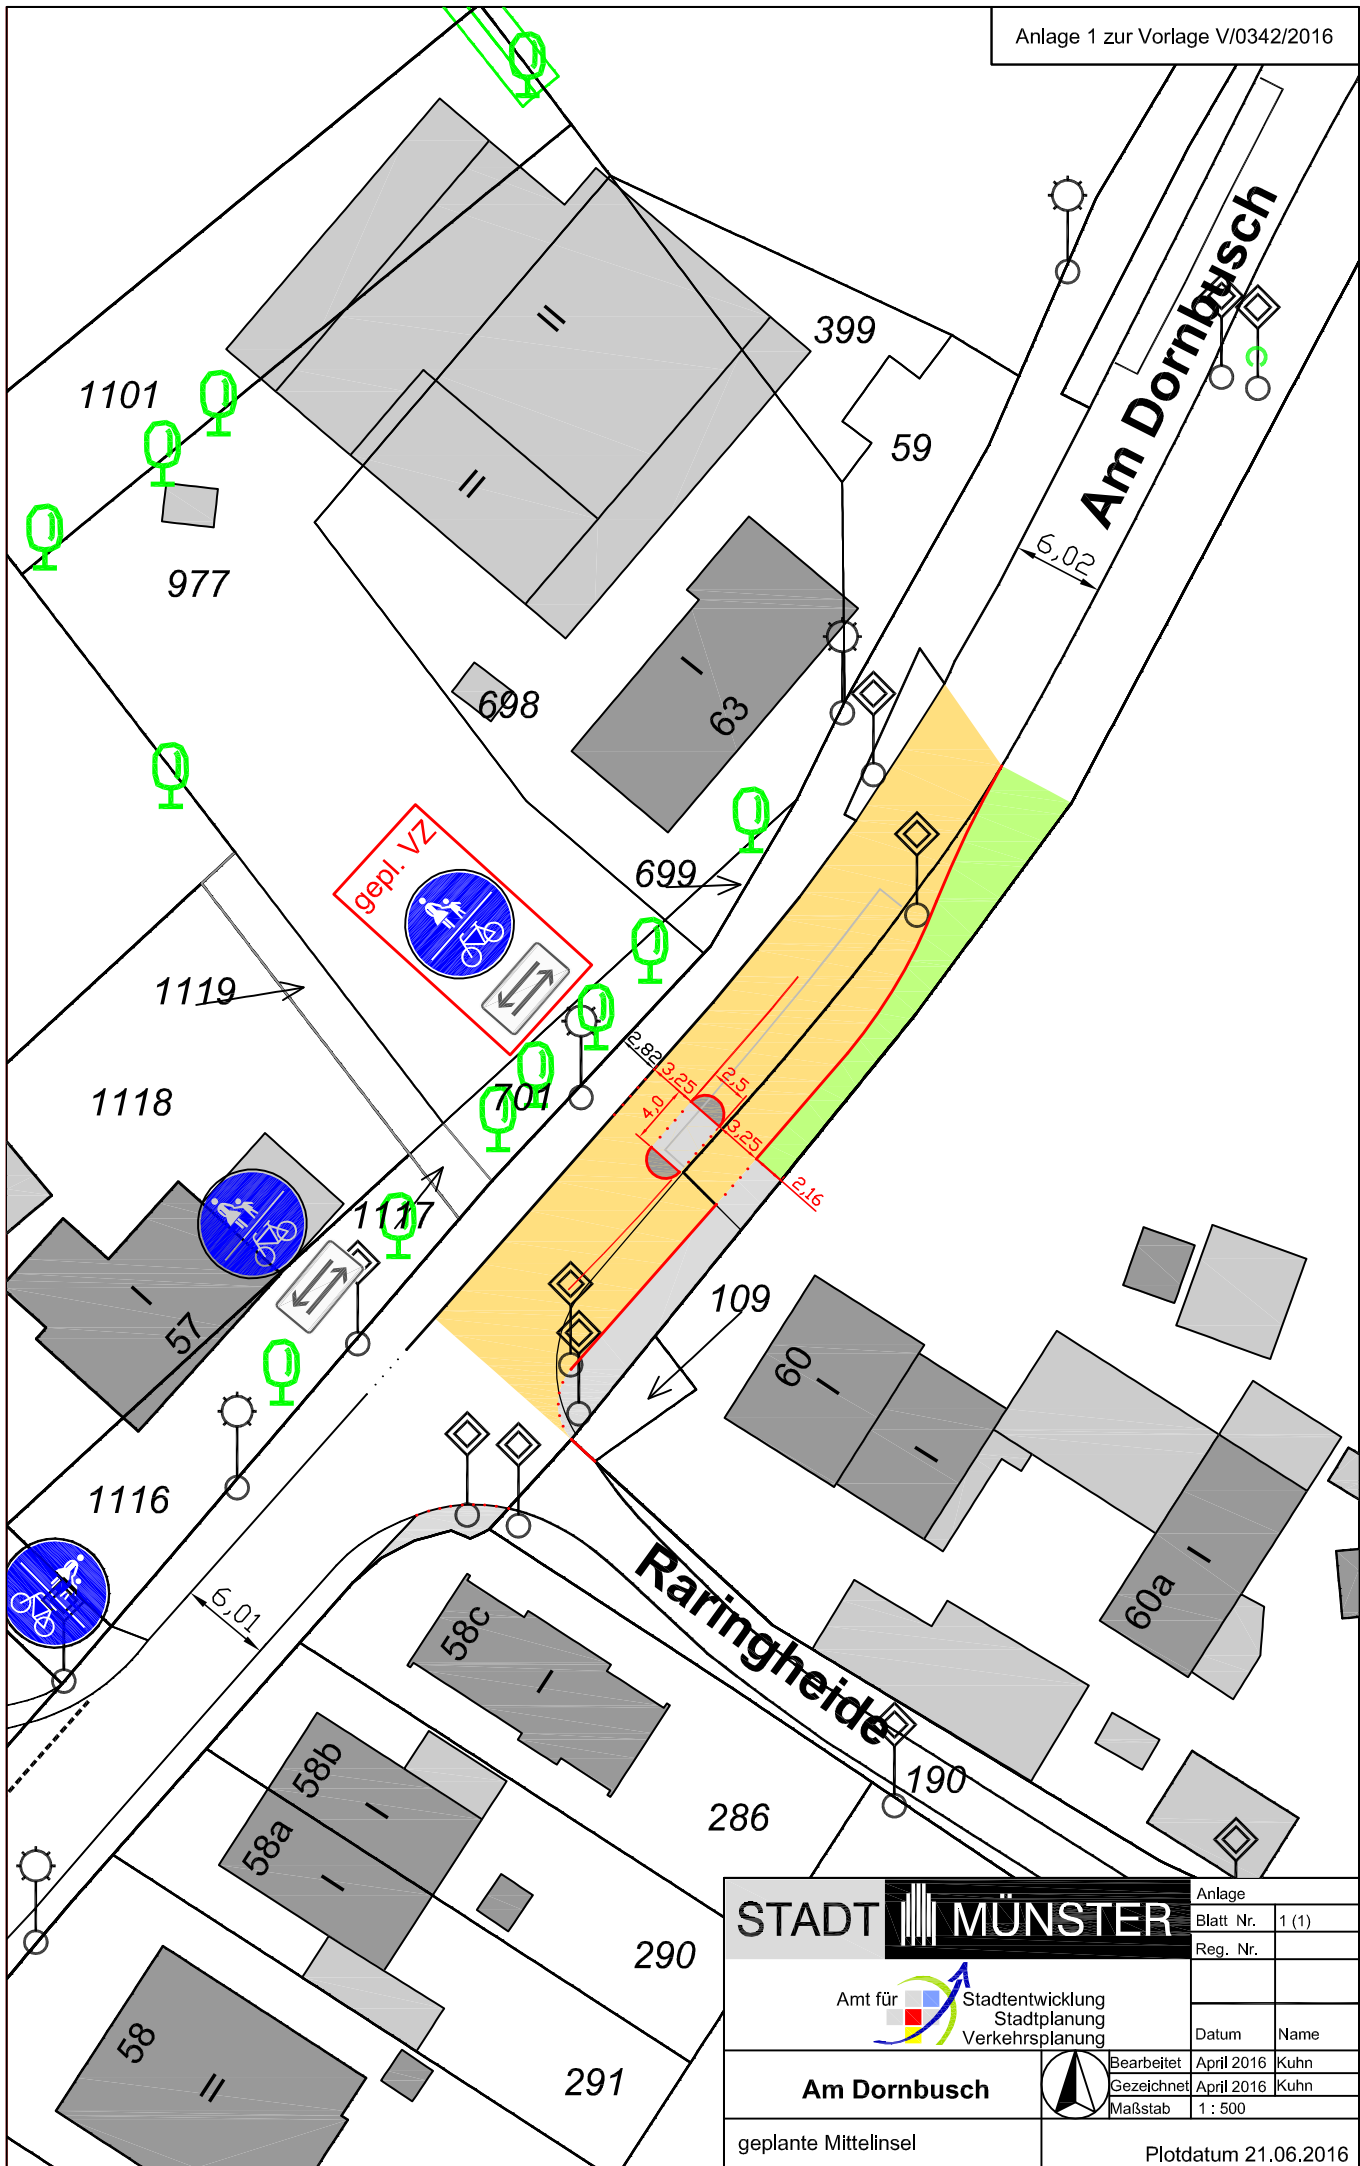 Anlage 1 zur Vorlage V/0342/2016
Am Dornbusch
399
1101
59
II
II
6,02
977
I
698
63
gepl. VZ
699
1119
2,82
3,25
2,5
4,0
3,25
2,16
1118
701
1117
I
57
109
60
I
I
I
60a
1116
6,01
Raringheide
58c
I
58b
I
58a
I
190
286
290
58
II
291
STADT MÜNSTER
Amt für
Stadtentwicklung
Stadtplanung
Verkehrsplanung
Anlage
Blatt Nr. 1 (1)
Reg. Nr.
Datum Name
Bearbeitet April 2016 Kuhn
Gezeichnet April 2016 Kuhn
Maßstab 1 : 500
Am Dornbusch
geplante Mittelinsel
Plotdatum 21.06.2016